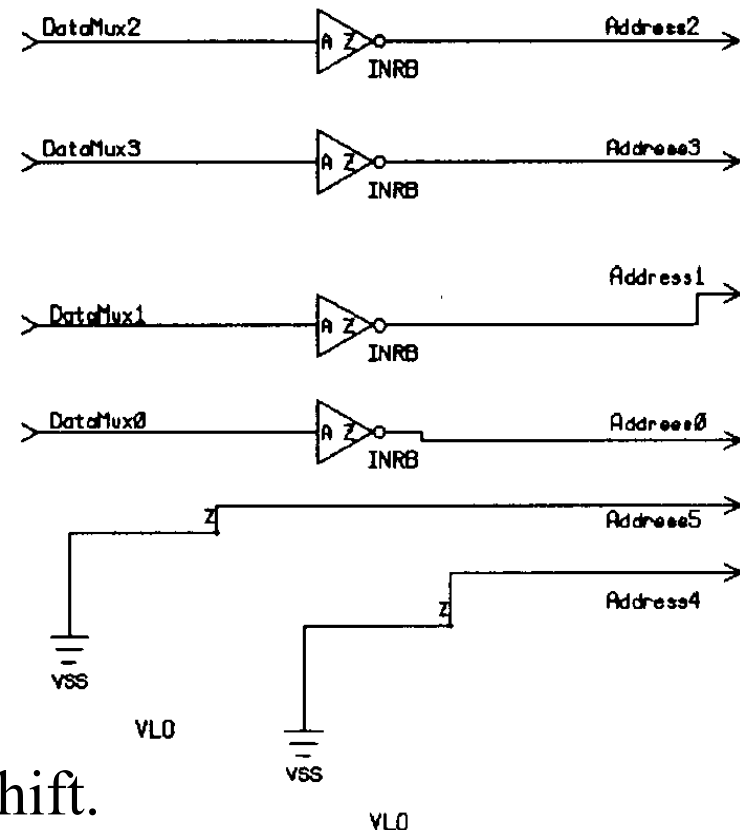 DataMux2 A Z Address2
INRB
DataMux3 A Z Address3
INRB
Address1
DataMux1 A Z
INRB
DataMux0 A Z Address0
INRB
Z Address5
Z Address4
VSS
VLO
VSS
hift.
VLO